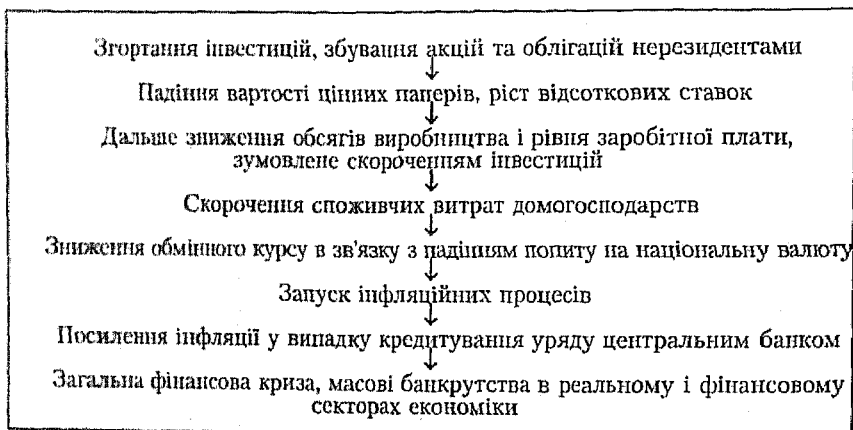 Згортання інвестицій, збування акцій та облігацій нерезидентами
Падіння вартості цінних паперів, ріст відсоткових ставок
Дальше зниження обсягів виробництва і рівня заробітної плати,
зумовлене скороченням інвестицій
Скорочення споживчих витрат домогосподарств
Зниження обмінного курсу в зв'язку з падінням попиту на національну валюту
Запуск інфляційних процесів
Посилення інфляції у випадку кредитування уряду центральним банком
Загальна фінансова криза, масові банкрутства в реальному і фінансовому
секторах економіки